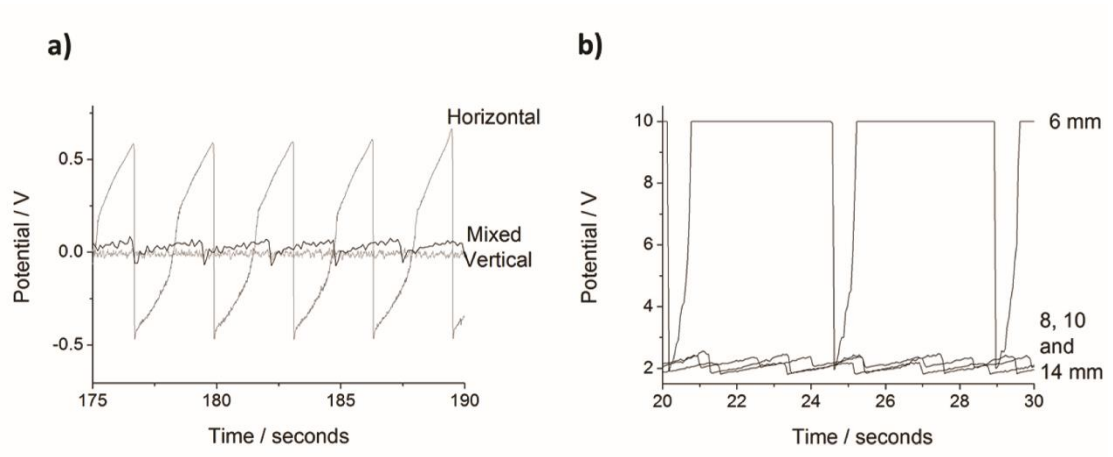 a)
Potential / V
0.5
0.0
-0.5
Horizontal
Mixed
Vertical
175
180
185
190
Time / seconds
b)
Potential / V
10
8
6
4
2
6 mm
8, 10
and
14 mm
20
22
24
26
28
30
Time / seconds